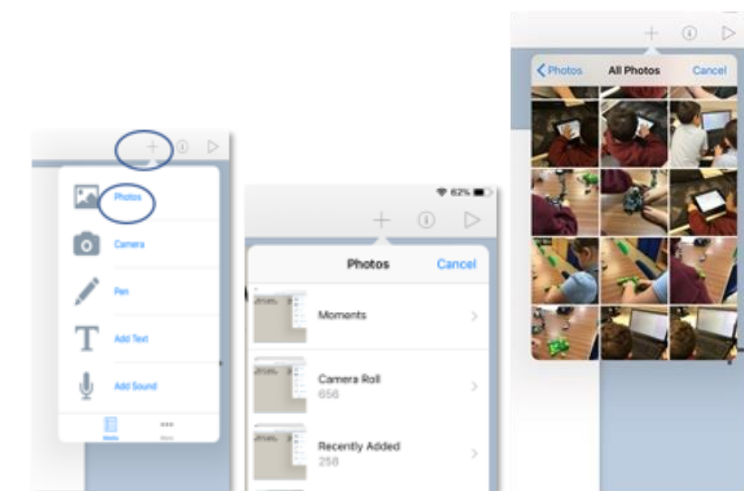 Photos
Camera
Pen
Add Text
Add Sound
Media
More
62%
Photos
Cancel
Moments
Camera Roll
656
Recently Added
258
Photos
All Photos
Cancel